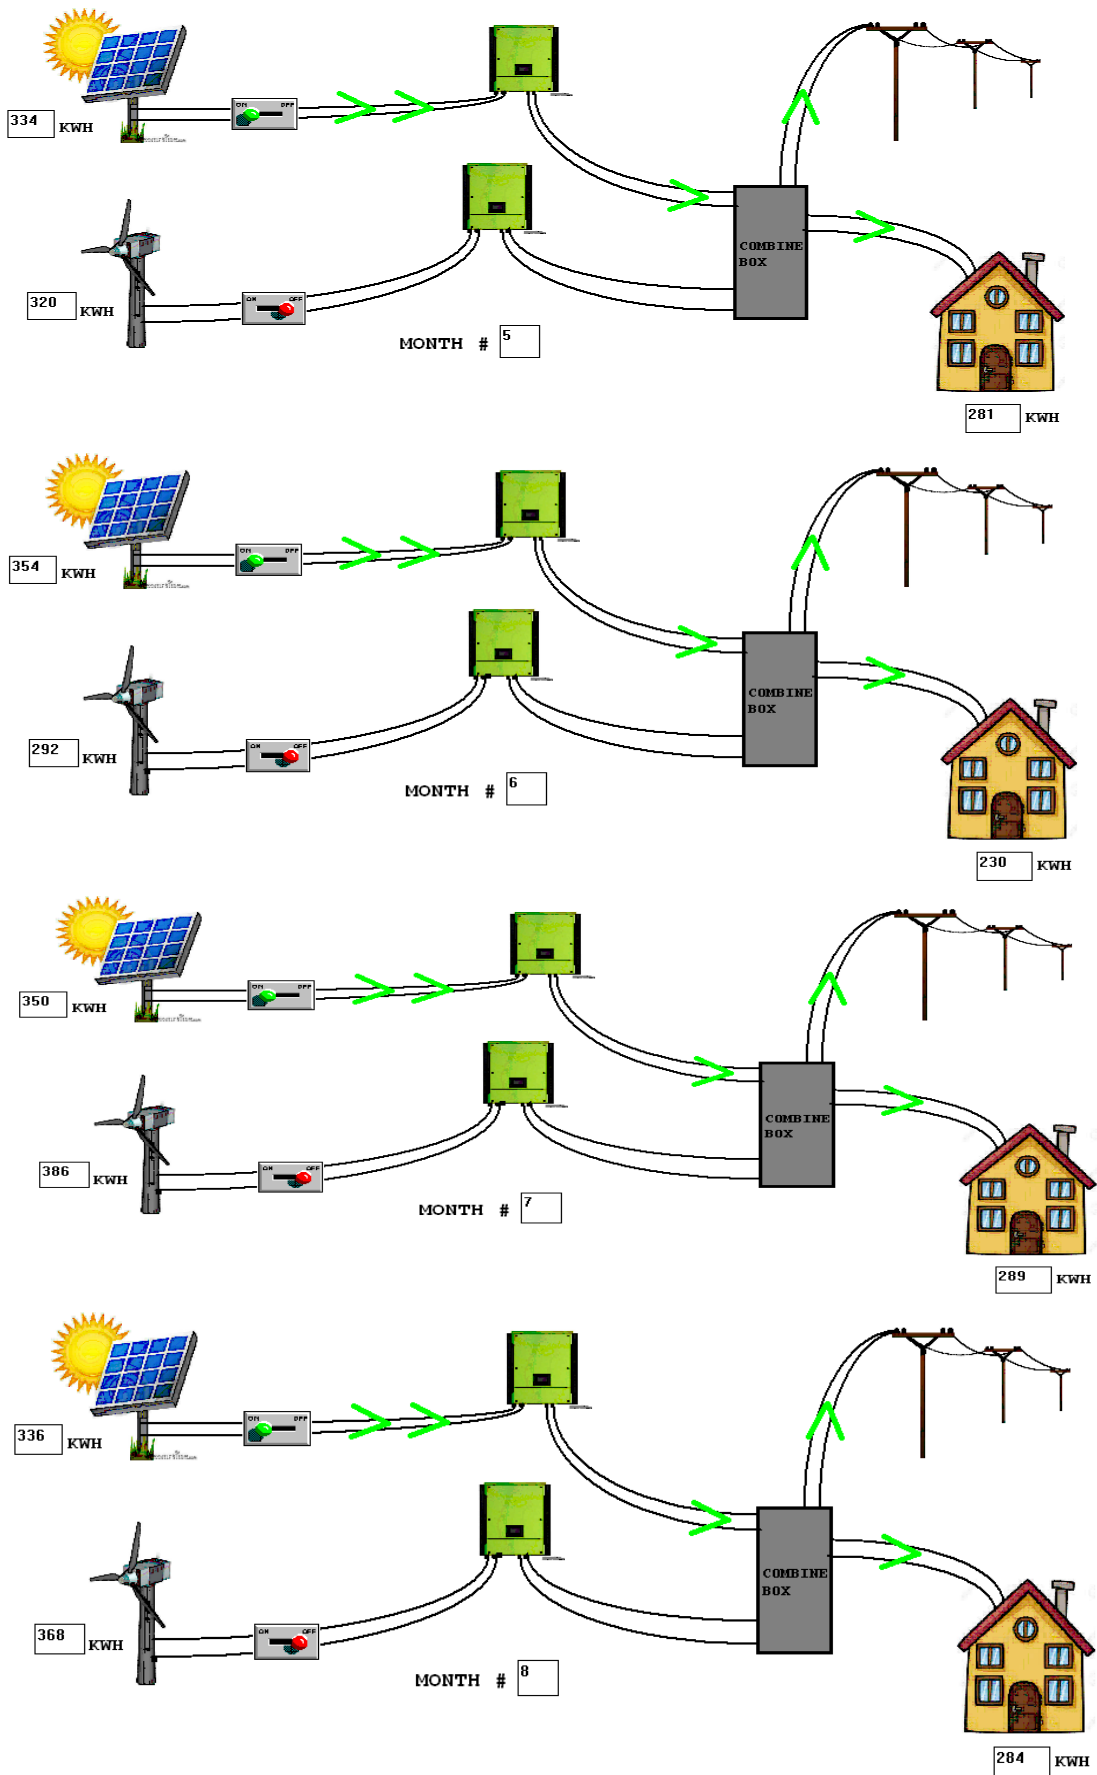 ON OFF
334 KWH
COMBINE
BOX
320 KWH
ON OFF
MONTH # 5
281 KWH
ON OFF
354 KWH
COMBINE
BOX
292 KWH
ON OFF
MONTH # 6
230 KWH
ON OFF
350 KWH
COMBINE
BOX
386 KWH
ON OFF
MONTH # 7
289 KWH
ON OFF
336 KWH
COMBINE
BOX
368 KWH
ON OFF
MONTH # 8
284 KWH